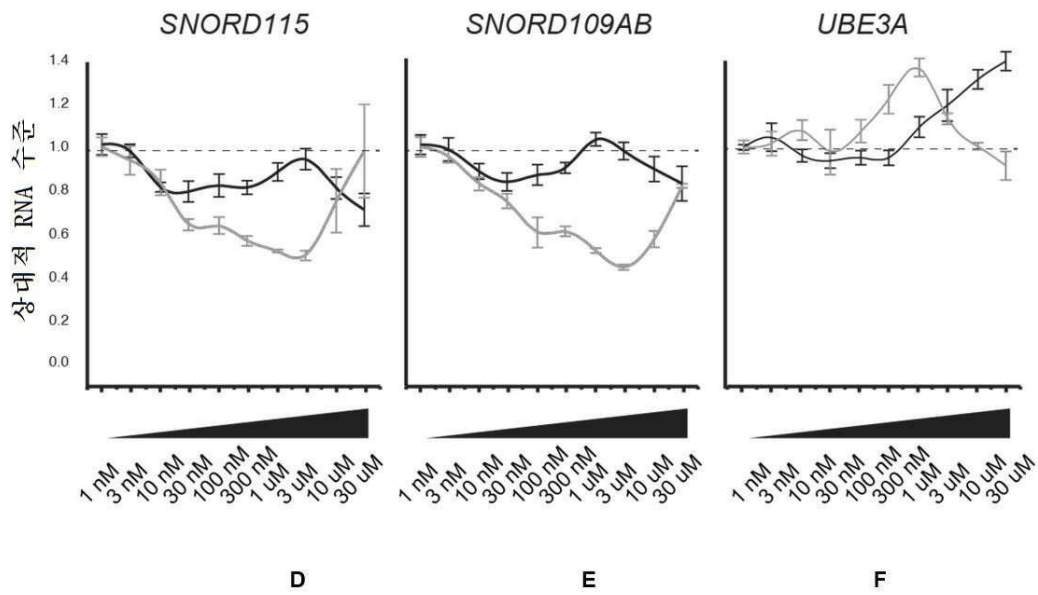 SNORD115 SNORD109AB UBE3A
상대적 RNA 수준
1.4
1.2
1.0
0.8
0.6
0.4
0.2
0.0
1 nM 3 nM 10 nM 30 nM 100 nM 300 nM 1 uM 3 uM 10 uM 30 uM
1 nM 3 nM 10 nM 30 nM 100 nM 300 nM 1 uM 3 uM 10 uM 30 uM
1 nM 3 nM 10 nM 30 nM 100 nM 300 nM 1 uM 3 uM 10 uM 30 uM
D E F